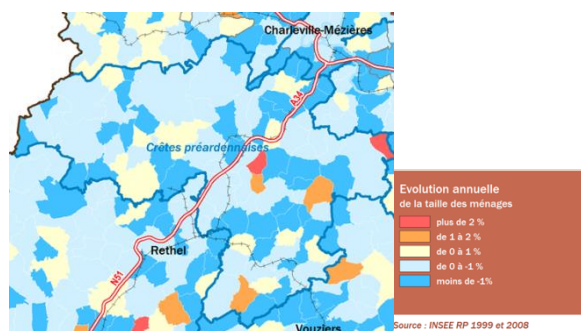 Charleville-Mézières
A34
Crêtes préardennaises
Rethel
N51
Vouziers
Evolution annuelle
de la taille des ménages
plus de 2 %
de 1 à 2 %
de 0 à 1 %
de 0 à -1 %
moins de -1%
Source : INSEE RP 1999 et 2008